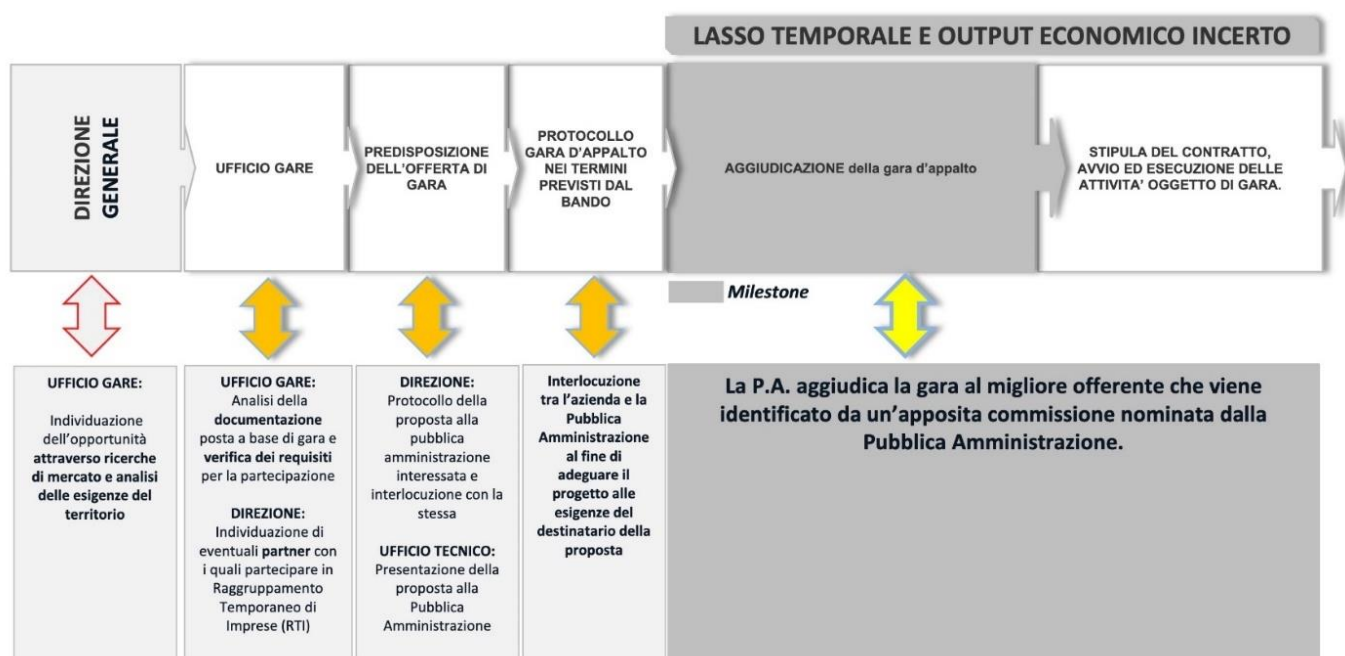 LASSO TEMPORALE E OUTPUT ECONOMICO INCERTO
DIREZIONE
GENERALE
UFFICIO GARE
PREDISPOSIZIONE
DELL'OFFERTA DI
GARA
PROTOCOLLO
GARA D'APPALTO
NEI TERMINI
PREVISTI DAL
BANDO
AGGIUDICAZIONE della gara d'appalto
STIPULA DEL CONTRATTO,
AVVIO ED ESECUZIONE DELLE
ATTIVITA' OGGETTO DI GARA.
Milestone
UFFICIO GARE:
Individuazione
dell'opportunità
attraverso ricerche
di mercato e analisi
delle esigenze del
territorio
UFFICIO GARE:
Analisi della
documentazione
posta a base di gara e
verifica dei requisiti
per la partecipazione
DIREZIONE:
Individuazione di
eventuali partner con
i quali partecipare in
Raggruppamento
Temporaneo di
Imprese (RTI)
DIREZIONE:
Protocollo della
proposta alla
pubblica
amministrazione
interessata e
interlocuzione con la
stessa
UFFICIO TECNICO:
Presentazione della
proposta alla
Pubblica
Amministrazione
Interlocuzione
tra l'azienda e la
Pubblica
Amministrazione
al fine di
adeguare il
progetto alle
esigenze del
destinatario della
proposta
La P.A. aggiudica la gara al migliore offerente che viene
identificato da un'apposita commissione nominata dalla
Pubblica Amministrazione.